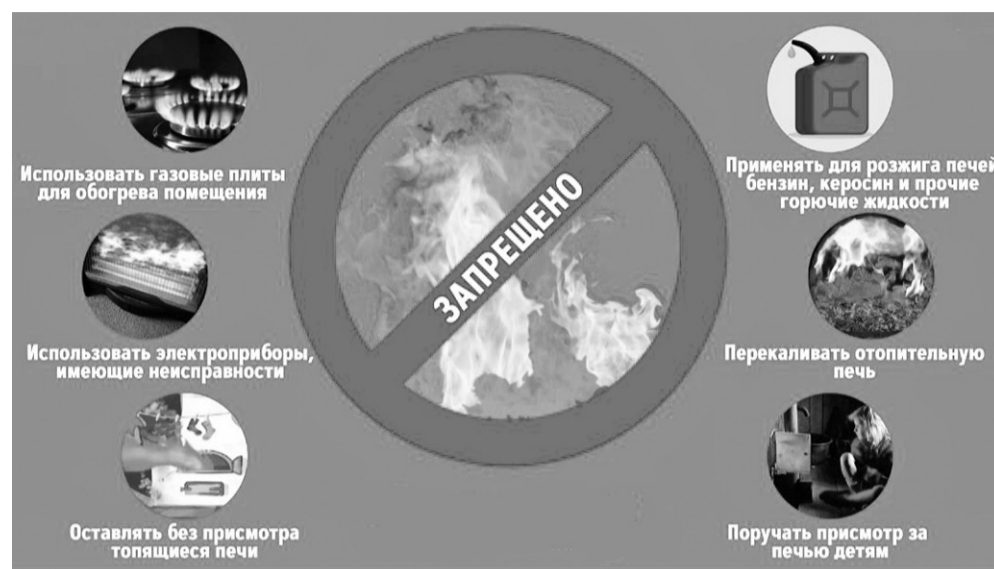 Использовать газовые плиты
для обогрева помещения
Использовать электроприборы,
имеющие неисправности
Оставлять без присмотра
топящиеся печи
ЗАПРЕЩЕНО
Применять для розжига печей
бензин, керосин и прочие
горючие жидкости
Перекаливать отопительную
печь
Поручать присмотр за
печью детям